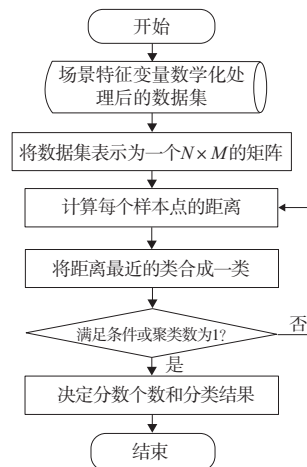 开始
场景特征变量数学化处
理后的数据集
将数据集表示为一个N×M的矩阵
计算每个样本点的距离
将距离最近的类合成一类
满足条件或聚类数为1?
否
是
决定分数个数和分类结果
结束